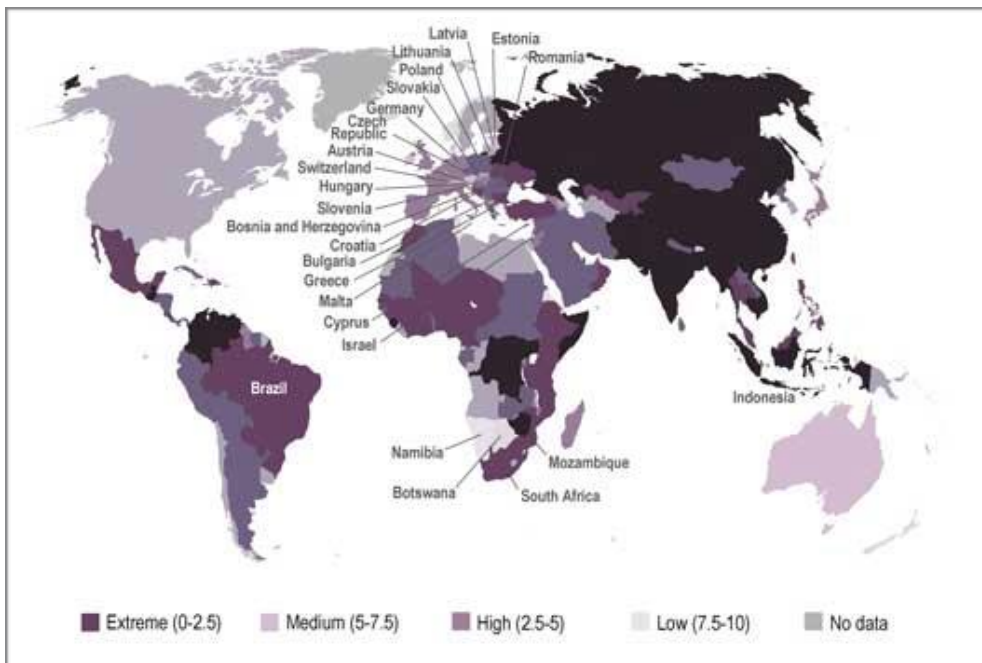 Latvia
Estonia
Lithuania
Romania
Poland
Slovakia
Germany
Czech
Republic
Austria
Switzerland
Hungary
Slovenia
Bosnia and Herzegovina
Croatia
Bulgaria
Greece
Malta
Cyprus
Israel
Brazil
Indonesia
Namibia
Mozambique
Botswana
South Africa
Extreme (0-2.5)
Medium (5-7.5)
High (2.5-5)
Low (7.5-10)
No data